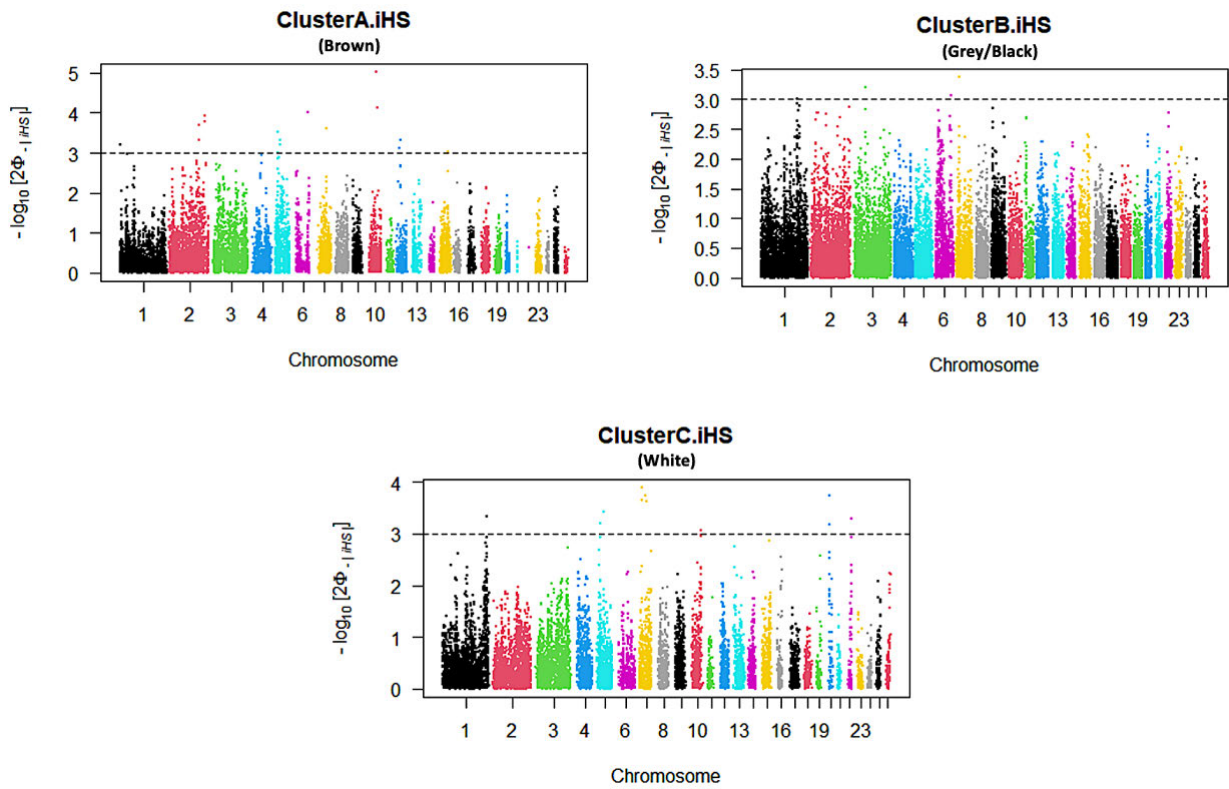 ClusterA.iHS
(Brown)
- log10 [2Φ-|iHS|]
5
4
3
2
1
0
1 2 3 4 6 8 10 13 16 19 23
Chromosome
ClusterB.iHS
(Grey/Black)
- log10 [2Φ-|iHS|]
3.5
3.0
2.5
2.0
1.5
1.0
0.5
0.0
1 2 3 4 6 8 10 13 16 19 23
Chromosome
ClusterC.iHS
(White)
- log10 [2Φ-|iHS|]
4
3
2
1
0
1 2 3 4 6 8 10 13 16 19 23
Chromosome